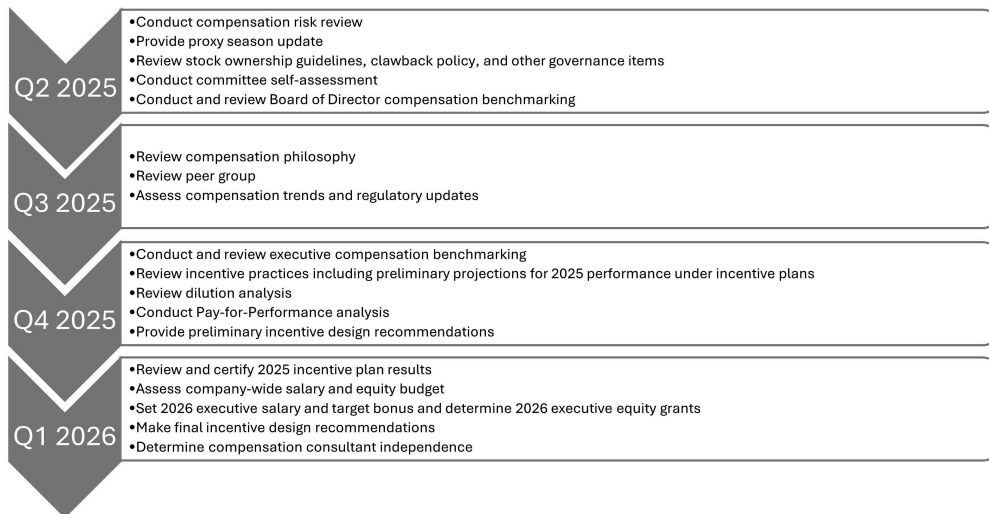 Q2 2025
•Conduct compensation risk review
•Provide proxy season update
•Review stock ownership guidelines, clawback policy, and other governance items
•Conduct committee self-assessment
•Conduct and review Board of Director compensation benchmarking
Q3 2025
•Review compensation philosophy
•Review peer group
•Assess compensation trends and regulatory updates
Q4 2025
•Conduct and review executive compensation benchmarking
•Review incentive practices including preliminary projections for 2025 performance under incentive plans
•Review dilution analysis
•Conduct Pay-for-Performance analysis
•Provide preliminary incentive design recommendations
Q1 2026
•Review and certify 2025 incentive plan results
•Assess company-wide salary and equity budget
•Set 2026 executive salary and target bonus and determine 2026 executive equity grants
•Make final incentive design recommendations
•Determine compensation consultant independence